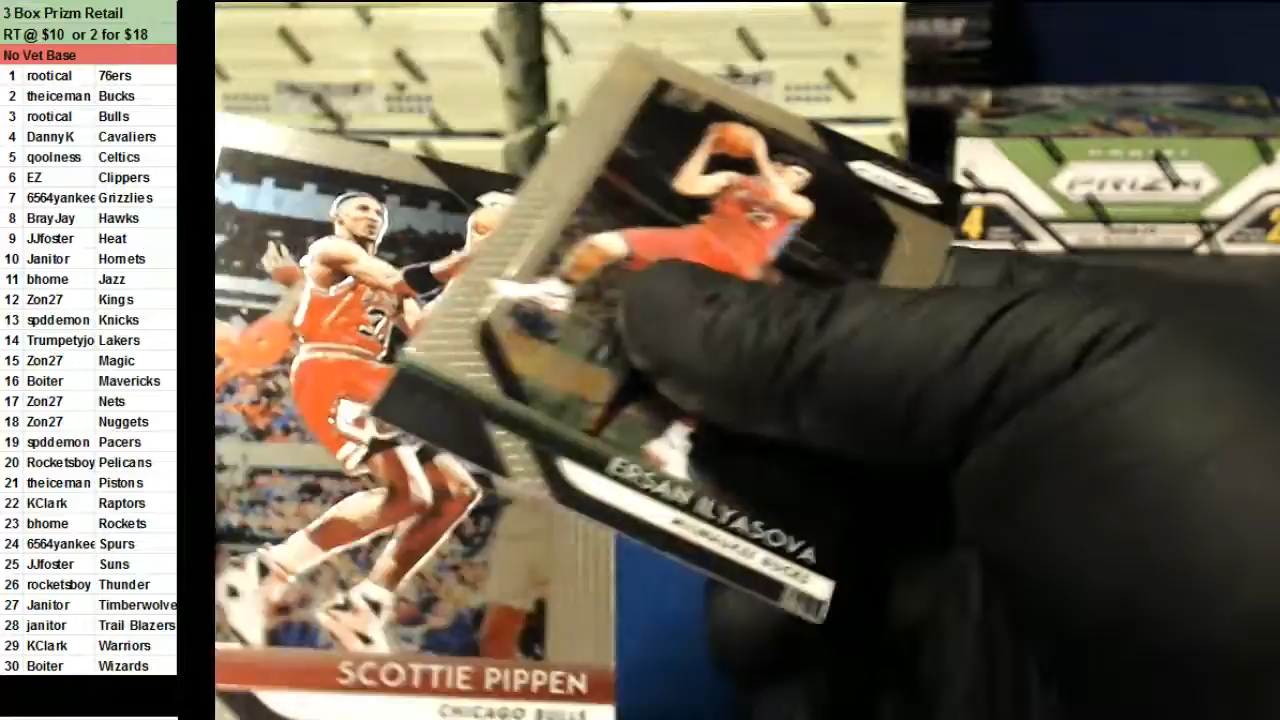 3 Box Prizm Retail
RT @ $10 or 2 for $18
No Vet Base
1 rootical 76ers
2 theiceman Bucks
3 rootical Bulls
4 DannyK Cavaliers
5 qoolness Celtics
6 EZ Clippers
7 6564yankee Grizzlies
8 BrayJay Hawks
9 JJfoster Heat
10 Janitor Hornets
11 bhome Jazz
12 Zon27 Kings
13 spddemon Knicks
14 Trumpetyjo Lakers
15 Zon27 Magic
16 Boiter Mavericks
17 Zon27 Nets
18 Zon27 Nuggets
19 spddemon Pacers
20 Rocketsboy Pelicans
21 theiceman Pistons
22 KClark Raptors
23 bhome Rockets
24 6564yankee Spurs
25 JJfoster Suns
26 rocketsboy Thunder
27 Janitor Timberwolve
28 janitor Trail Blazers
29 KClark Warriors
30 Boiter Wizards
PRIZM
4
ERSAN ILYASOVA
MILWAUKEE BUCKS
SCOTTIE PIPPEN
CHICAGO BULLS